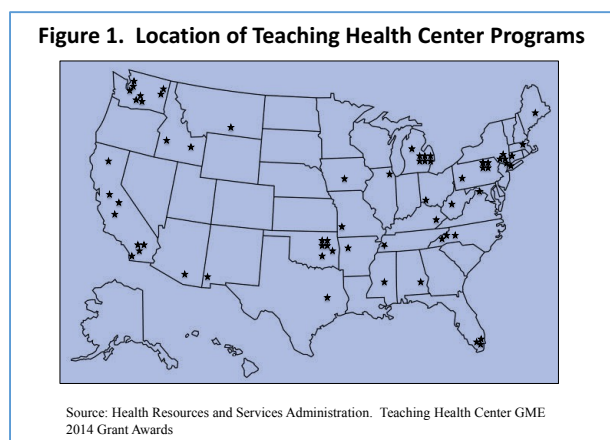 Figure 1.  Location of Teaching Health Center Programs
Source: Health Resources and Services Administration.  Teaching Health Center GME
2014 Grant Awards